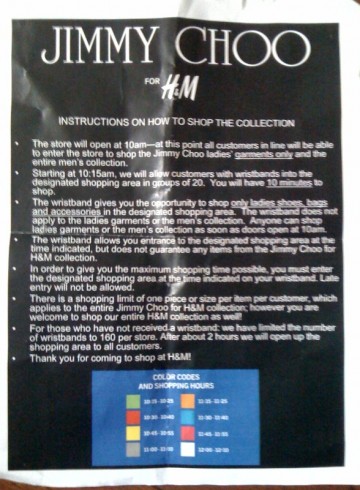 JIMMY CHOO
FOR H&M
INSTRUCTIONS ON HOW TO SHOP THE COLLECTION
• The store will open at 10am—at this point all customers in line will be able
to enter the store to shop the Jimmy Choo ladies' garments only and the
entire men's collection.
• Starting at 10:15am, we will allow customers with wristbands into the
designated shopping area in groups of 20. You will have 10 minutes to
shop.
• The wristband gives you the opportunity to shop only ladies shoes, bags
and accessories in the designated shopping area. The wristband does not
apply to the ladies garments or the men's collection. Anyone can shop
ladies garments or the men's collection as soon as doors open at 10am.
• The wristband allows you entrance to the designated shopping area at the
time indicated, but does not guarantee any items from the Jimmy Choo for
H&M collection.
• In order to give you the maximum shopping time possible, you must enter
the designated shopping area at the time indicated on your wristband. Late
entry will not be allowed.
• There is a shopping limit of one piece or size per item per customer, which
applies to the entire Jimmy Choo for H&M collection; however you are
welcome to shop our entire H&M collection as well!
• For those who have not received a wristband: we have limited the number
of wristbands to 160 per store. After about 2 hours we will open up the
shopping area to all customers.
• Thank you for coming to shop at H&M!
COLOR CODES
AND SHOPPING HOURS